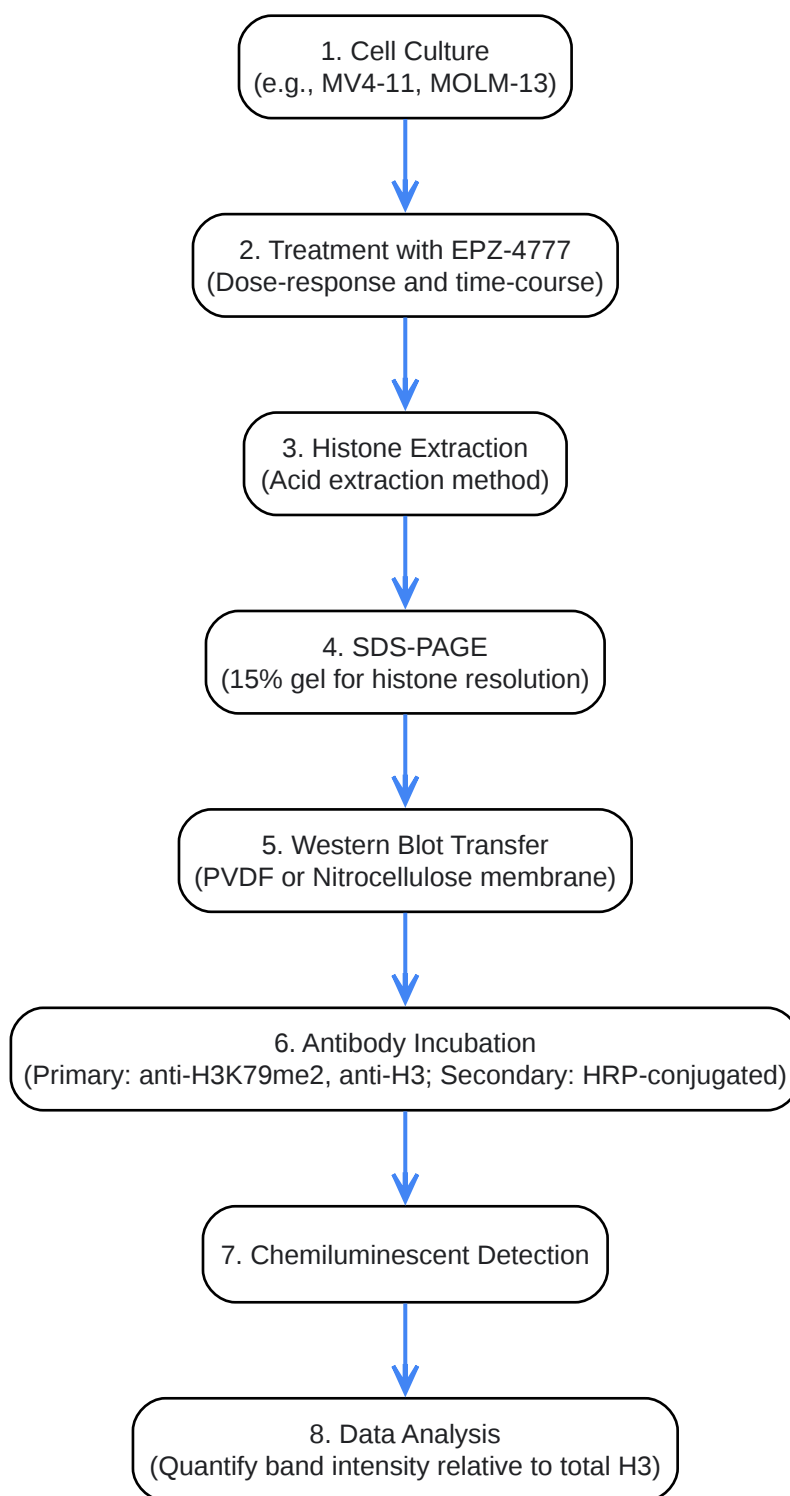 1. Cell Culture
(e.g., MV4-11, MOLM-13)
2. Treatment with EPZ-4777
(Dose-response and time-course)
3. Histone Extraction
(Acid extraction method)
4. SDS-PAGE
(15% gel for histone resolution)
5. Western Blot Transfer
(PVDF or Nitrocellulose membrane)
6. Antibody Incubation
(Primary: anti-H3K79me2, anti-H3; Secondary: HRP-conjugated)
7. Chemiluminescent Detection
8. Data Analysis
(Quantify band intensity relative to total H3)